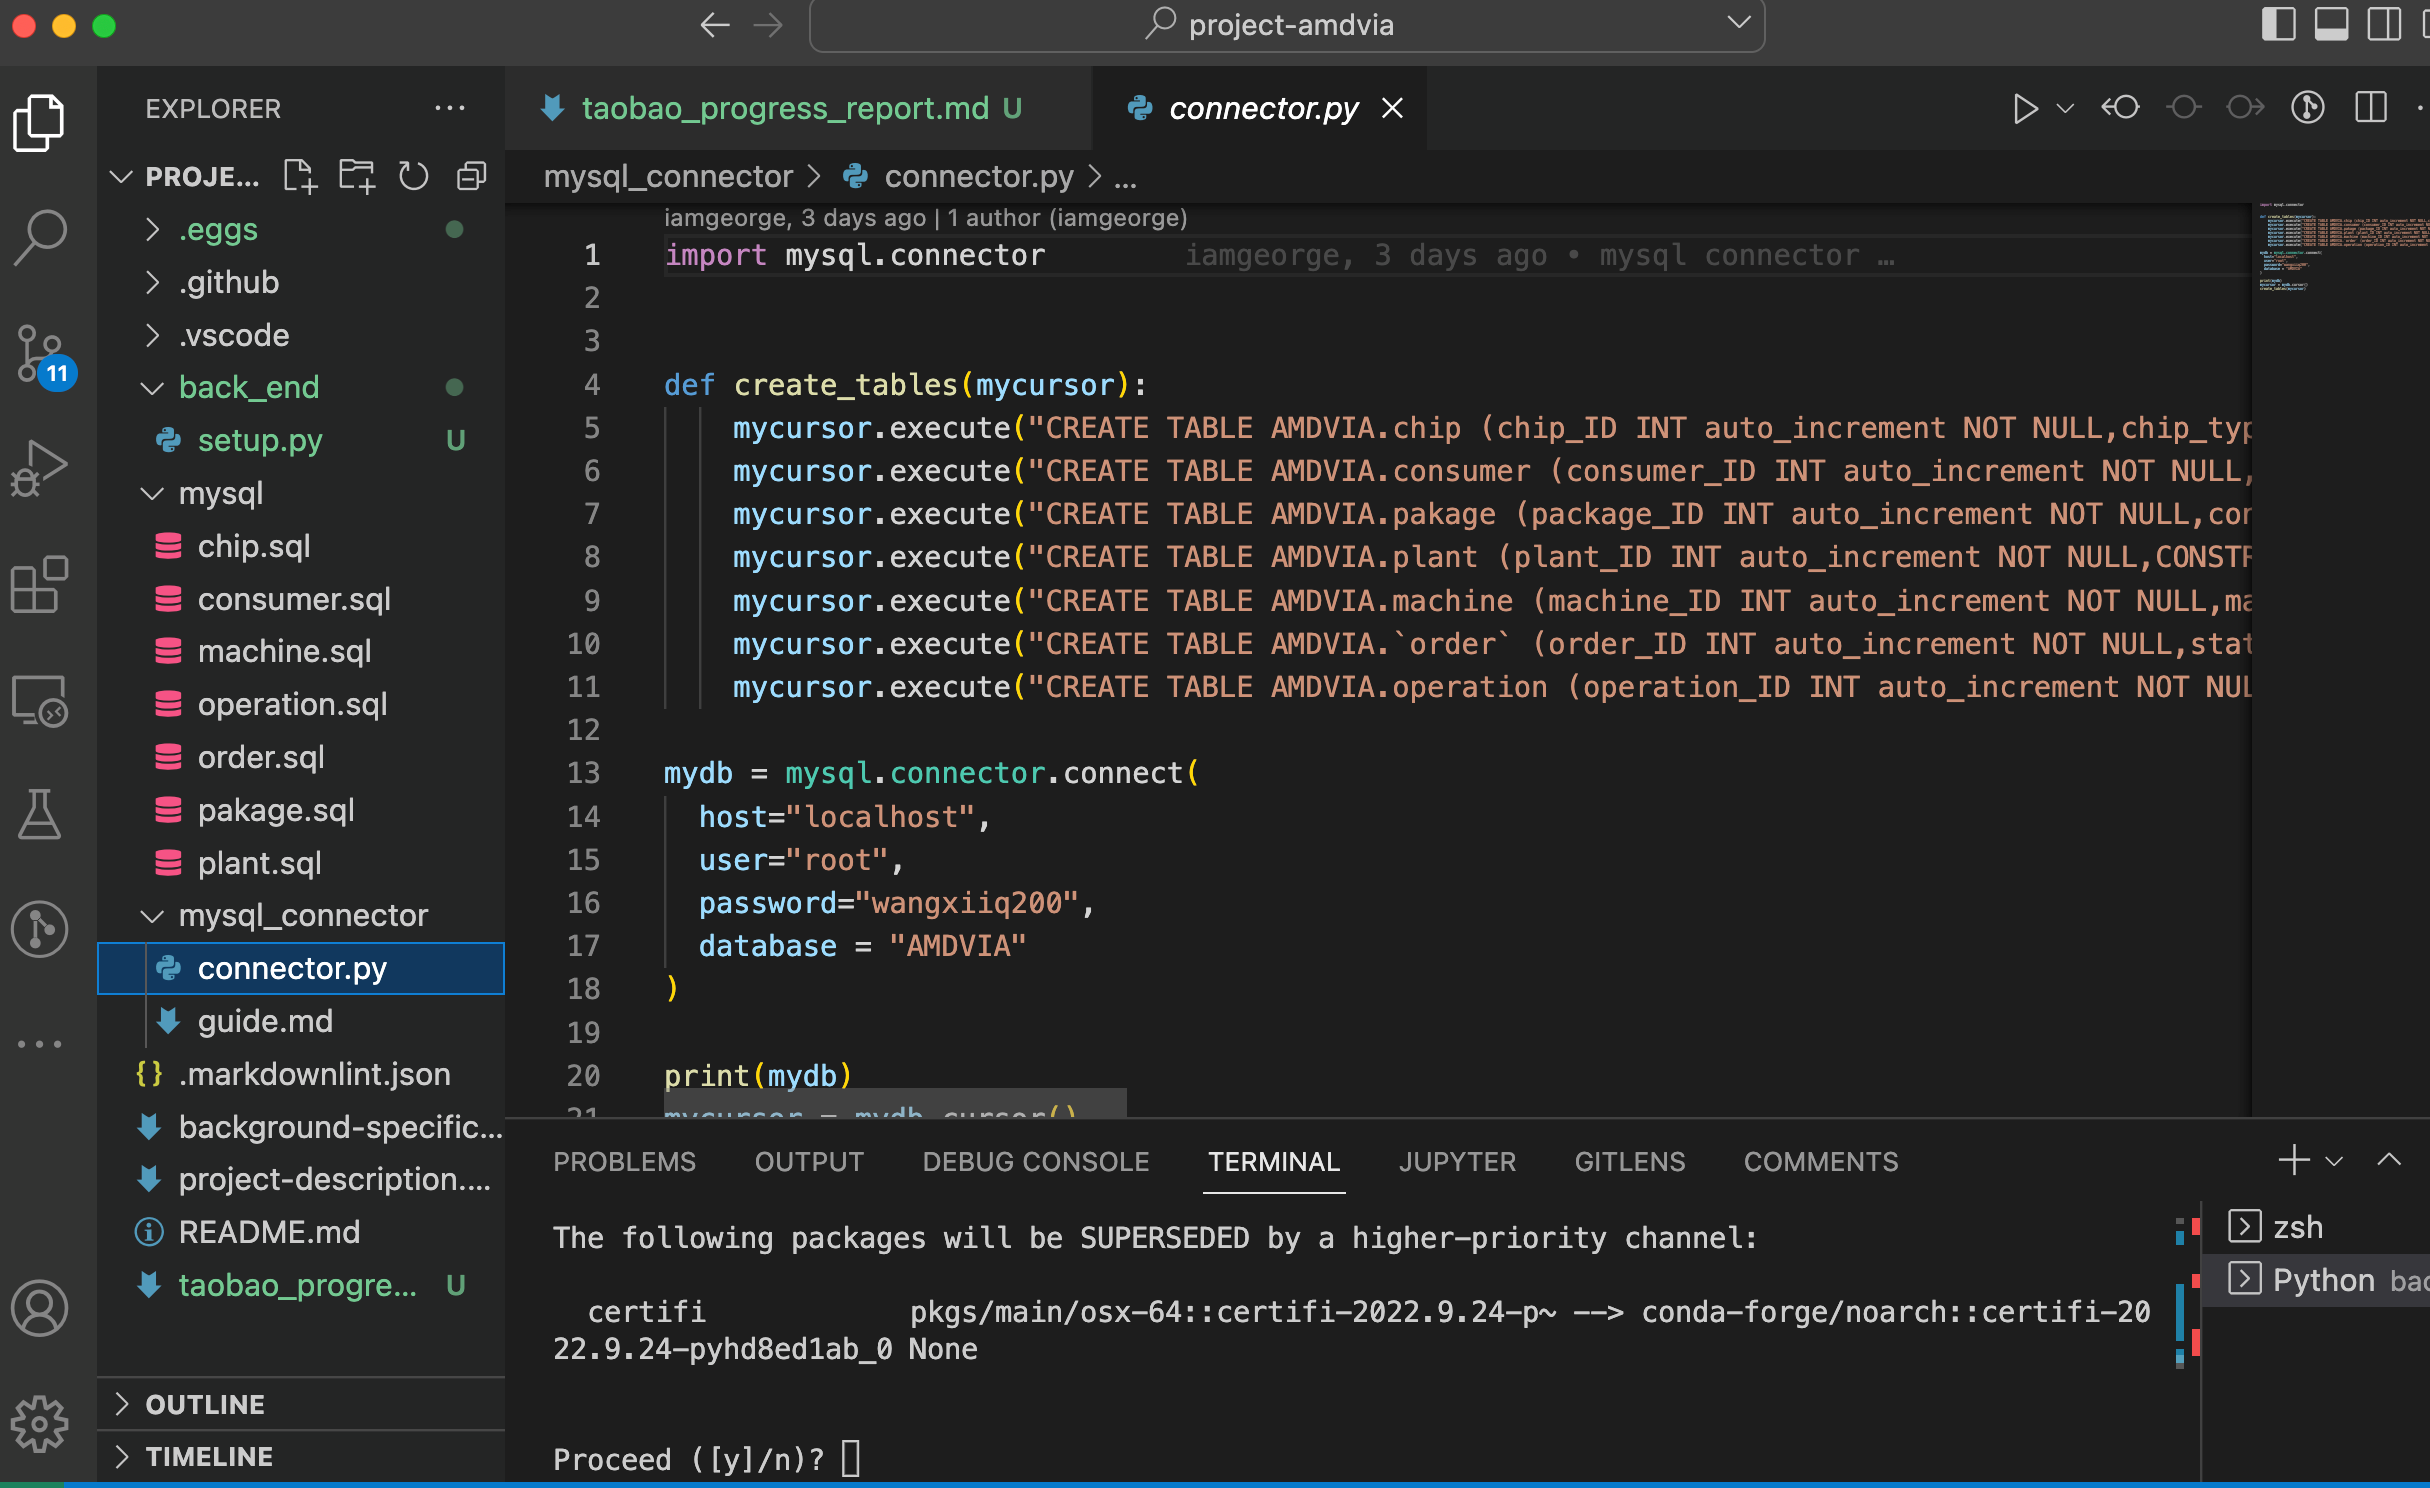 project-amdvia
EXPLORER
PROJE...
.eggs
.github
.vscode
back_end
setup.py U
mysql
chip.sql
consumer.sql
machine.sql
operation.sql
order.sql
pakage.sql
plant.sql
mysql_connector
connector.py
guide.md
.markdownlint.json
background-specific...
project-description....
README.md
taobao_progre... U
OUTLINE
TIMELINE
11
taobao_progress_report.md U
connector.py
mysql_connector > connector.py > ...
iamgeorge, 3 days ago | 1 author (iamgeorge)
1 import mysql.connector iamgeorge, 3 days ago • mysql connector …
2
3
4 def create_tables(mycursor):
5 mycursor.execute("CREATE TABLE AMDVIA.chip (chip_ID INT auto_increment NOT NULL,chip_typ
6 mycursor.execute("CREATE TABLE AMDVIA.consumer (consumer_ID INT auto_increment NOT NULL,
7 mycursor.execute("CREATE TABLE AMDVIA.pakage (package_ID INT auto_increment NOT NULL,cor
8 mycursor.execute("CREATE TABLE AMDVIA.plant (plant_ID INT auto_increment NOT NULL,CONSTR
9 mycursor.execute("CREATE TABLE AMDVIA.machine (machine_ID INT auto_increment NOT NULL,ma
10 mycursor.execute("CREATE TABLE AMDVIA.`order` (order_ID INT auto_increment NOT NULL,stat
11 mycursor.execute("CREATE TABLE AMDVIA.operation (operation_ID INT auto_increment NOT NUL
12
13 mydb = mysql.connector.connect(
14 host="localhost",
15 user="root",
16 password="wangxiiq200",
17 database = "AMDVIA"
18 )
19
20 print(mydb)
21 mycursor = mydb.cursor()
PROBLEMS OUTPUT DEBUG CONSOLE TERMINAL JUPYTER GITLENS COMMENTS
The following packages will be SUPERSEDED by a higher-priority channel:
certifi pkgs/main/osx-64::certifi-2022.9.24-p~ --> conda-forge/noarch::certifi-20
22.9.24-pyhd8ed1ab_0 None
Proceed ([y]/n)?
zsh
Python bac